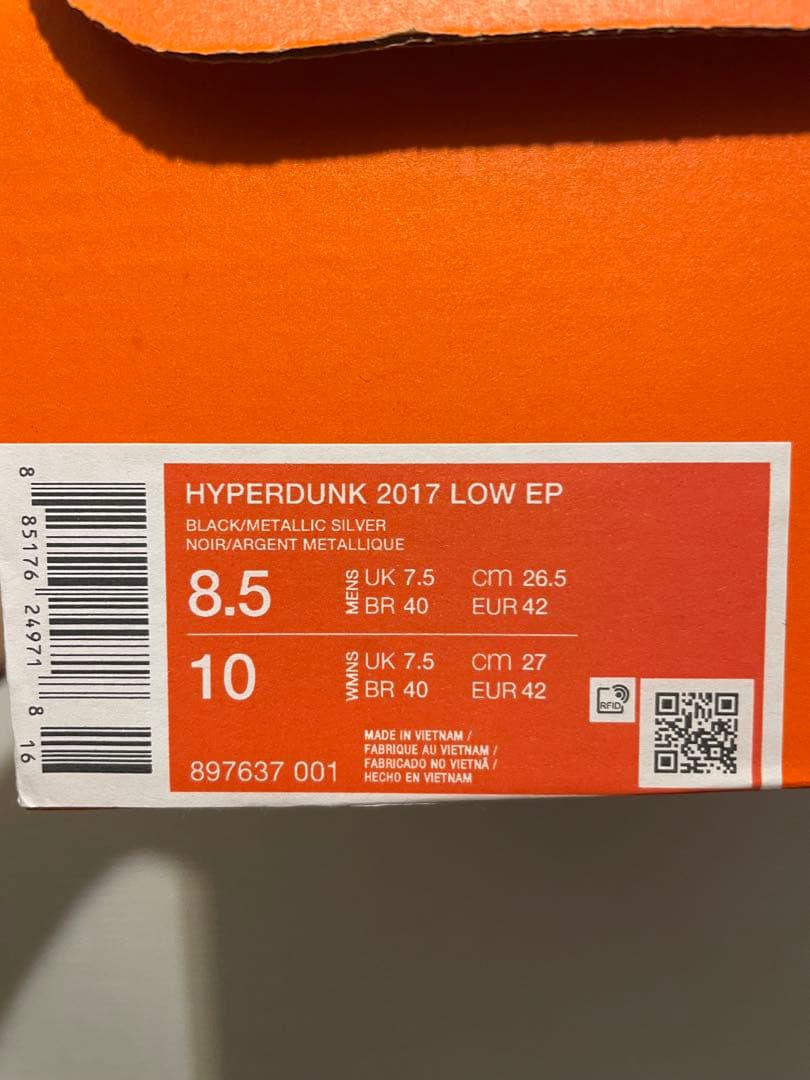 HYPERDUNK 2017 LOW EP
BLACK/METALLIC SILVER
NOIR/ARGENT METALLIQUE
8.5 MENS UK 7.5 cm 26.5
BR 40 EUR 42
10 WMNS UK 7.5 cm 27
BR 40 EUR 42
RFID
MADE IN VIETNAM /
FABRIQUE AU VIETNAM /
FABRICADO NO VIETNÃ /
HECHO EN VIETNAM
897637 001
8 85176 24971 8 16